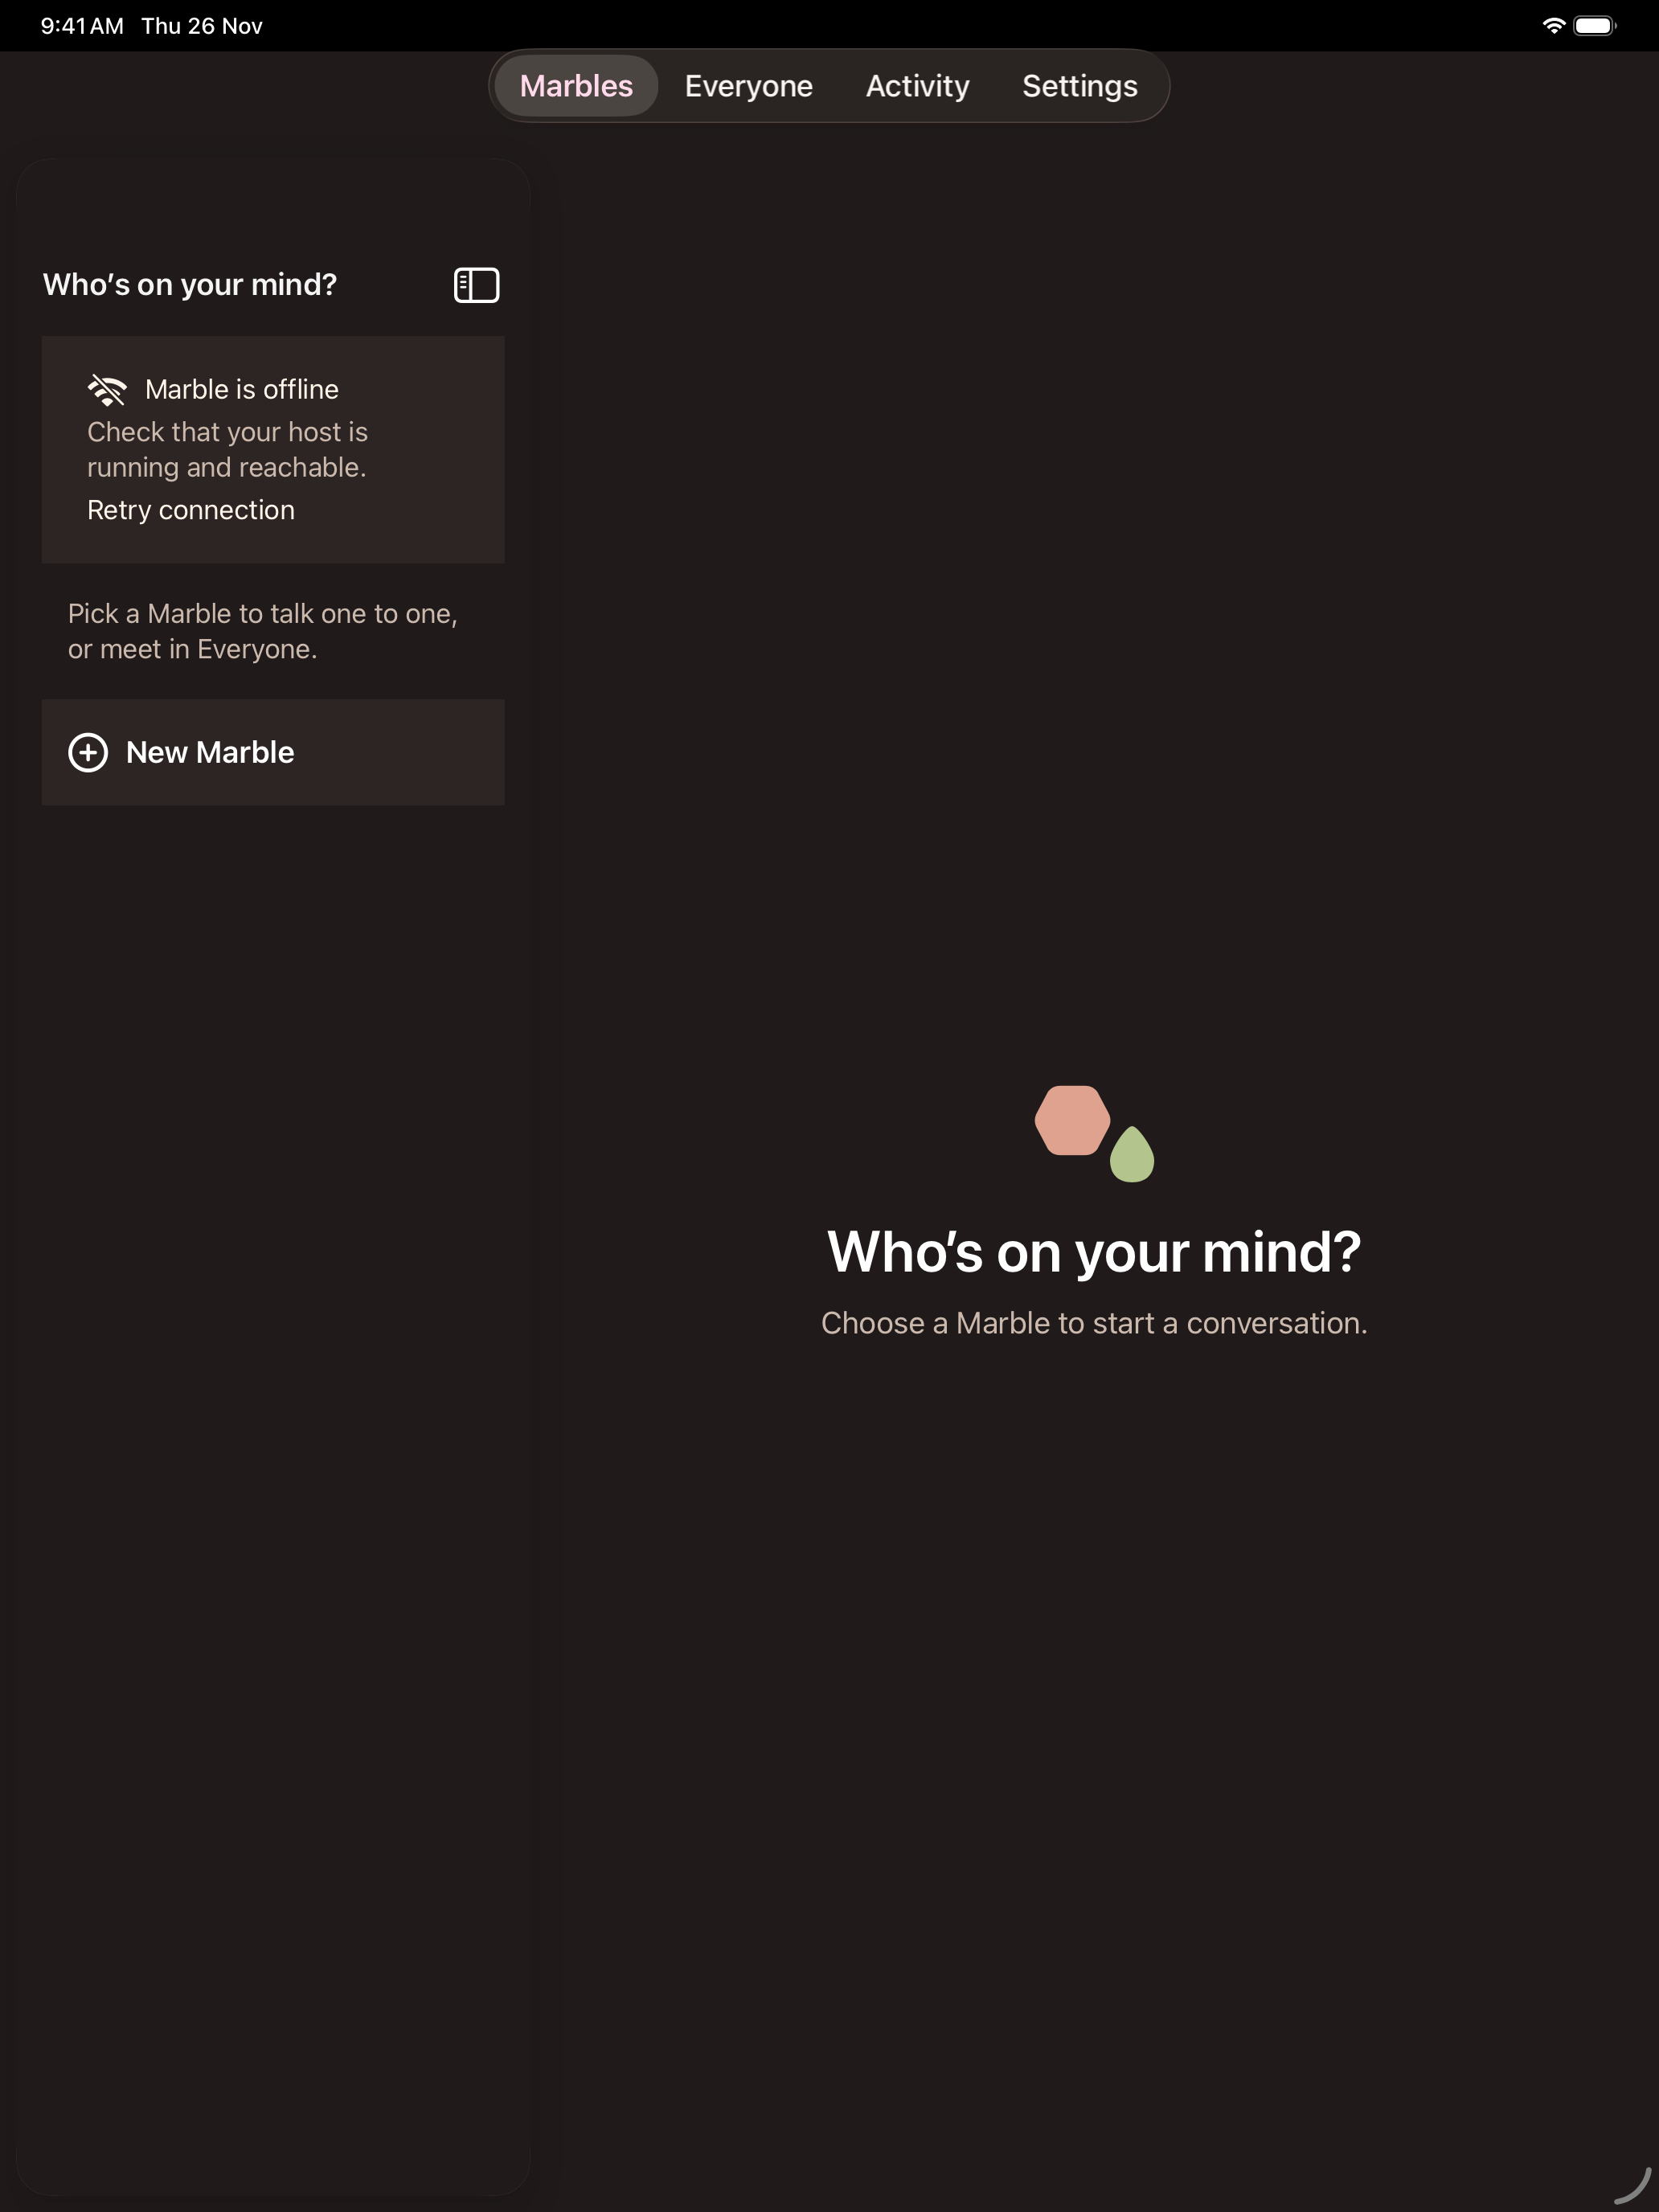 9:41 AM Thu 26 Nov
Marbles Everyone Activity Settings
Who’s on your mind?
Marble is offline
Check that your host is
running and reachable.
Retry connection
Pick a Marble to talk one to one,
or meet in Everyone.
New Marble
Who’s on your mind?
Choose a Marble to start a conversation.